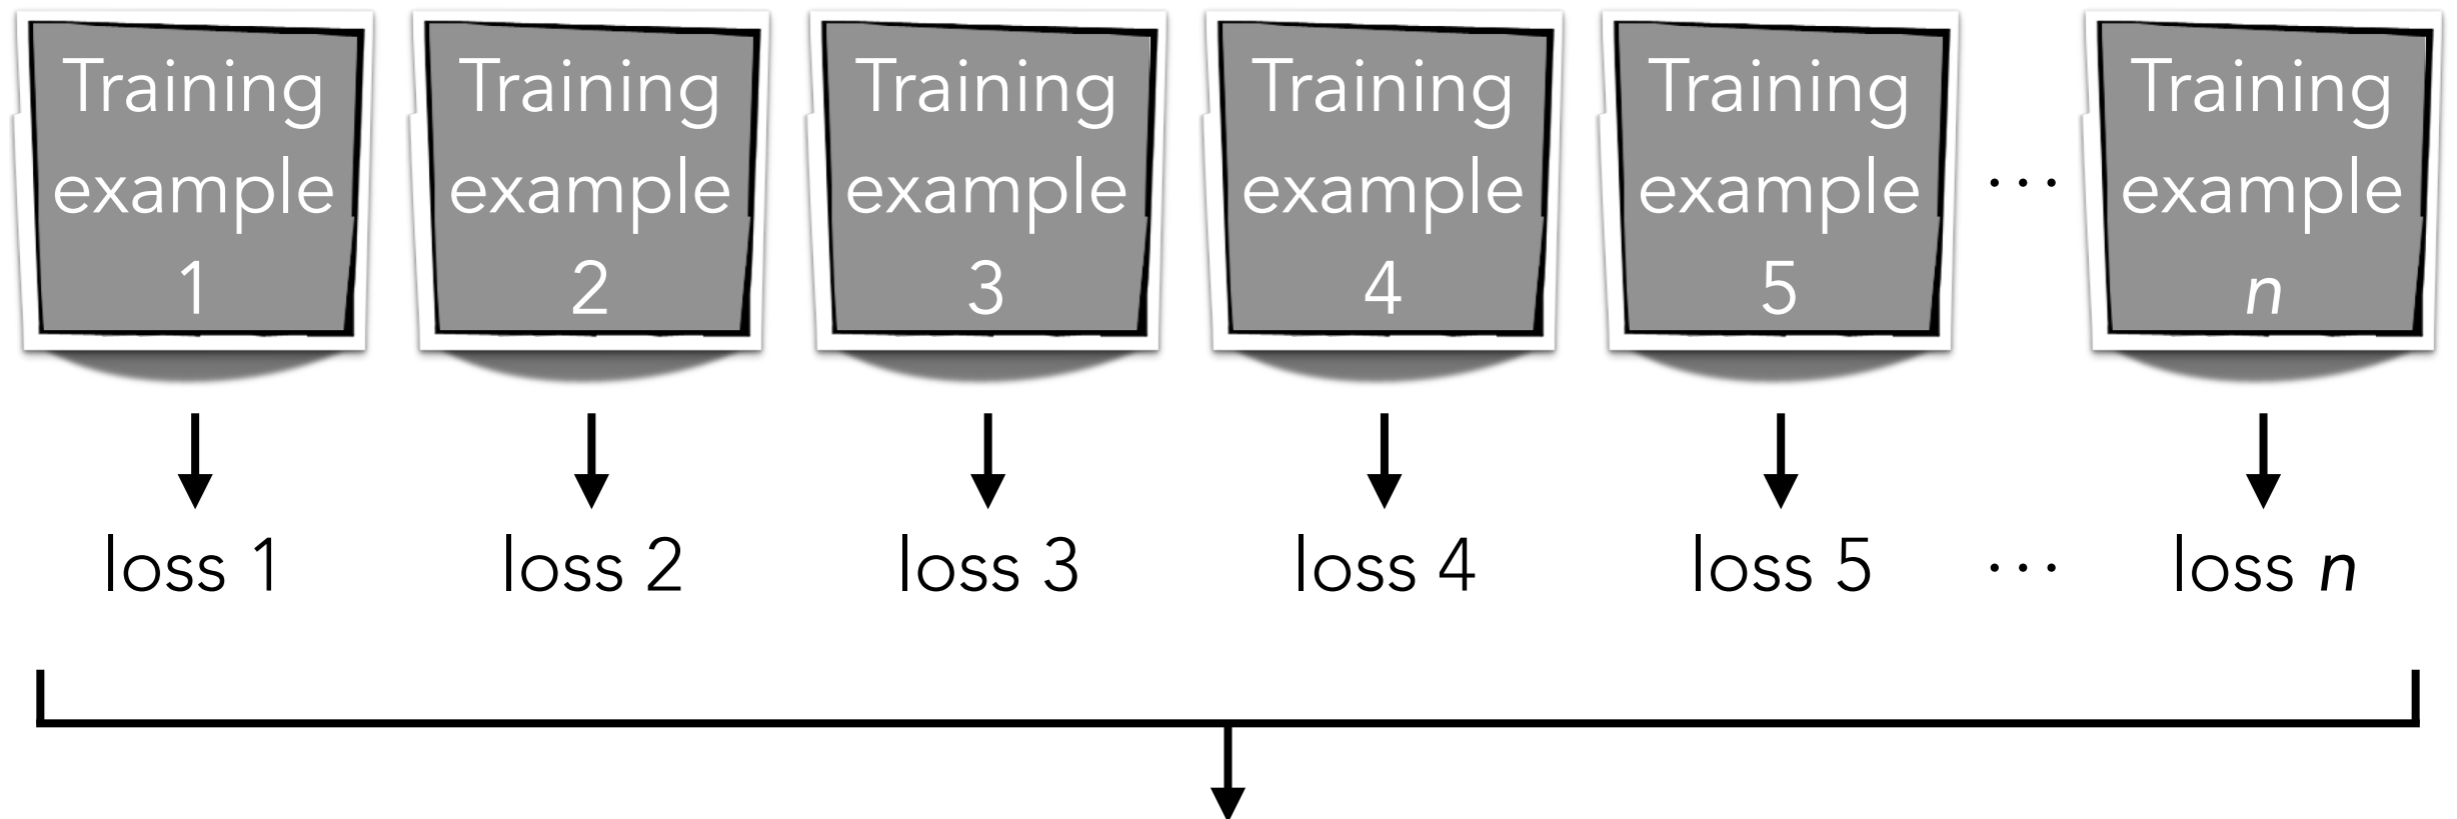 Training
example
1
Training
example
2
Training
example
3
Training
example
4
Training
example
5
...
Training
example
n
loss 1
loss 2
loss 3
loss 4
loss 5
...
loss n